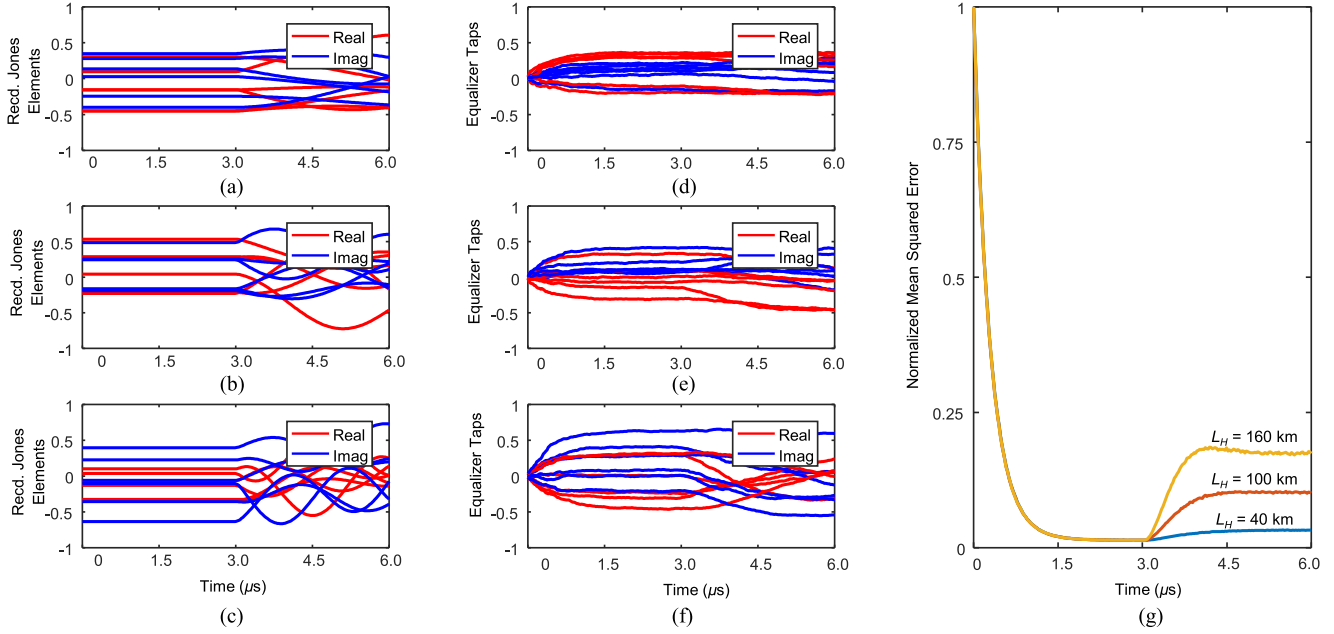 Recd. Jones
Elements
1
0.5
0
-0.5
-1
0
1.5
3.0
4.5
6.0
Real
Imag
(a)
Recd. Jones
Elements
1
0.5
0
-0.5
-1
0
1.5
3.0
4.5
6.0
Real
Imag
(b)
Recd. Jones
Elements
1
0.5
0
-0.5
-1
0
1.5
3.0
4.5
6.0
Real
Imag
Time (µs)
(c)
Equalizer Taps
1
0.5
0
-0.5
-1
0
1.5
3.0
4.5
6.0
Real
Imag
(d)
Equalizer Taps
1
0.5
0
-0.5
-1
0
1.5
3.0
4.5
6.0
Real
Imag
(e)
Equalizer Taps
1
0.5
0
-0.5
-1
0
1.5
3.0
4.5
6.0
Real
Imag
Time (µs)
(f)
Normalized Mean Squared Error
1
0.75
0.5
0.25
0
L_H = 160 km
L_H = 100 km
L_H = 40 km
0
1.5
3.0
4.5
6.0
Time (µs)
(g)